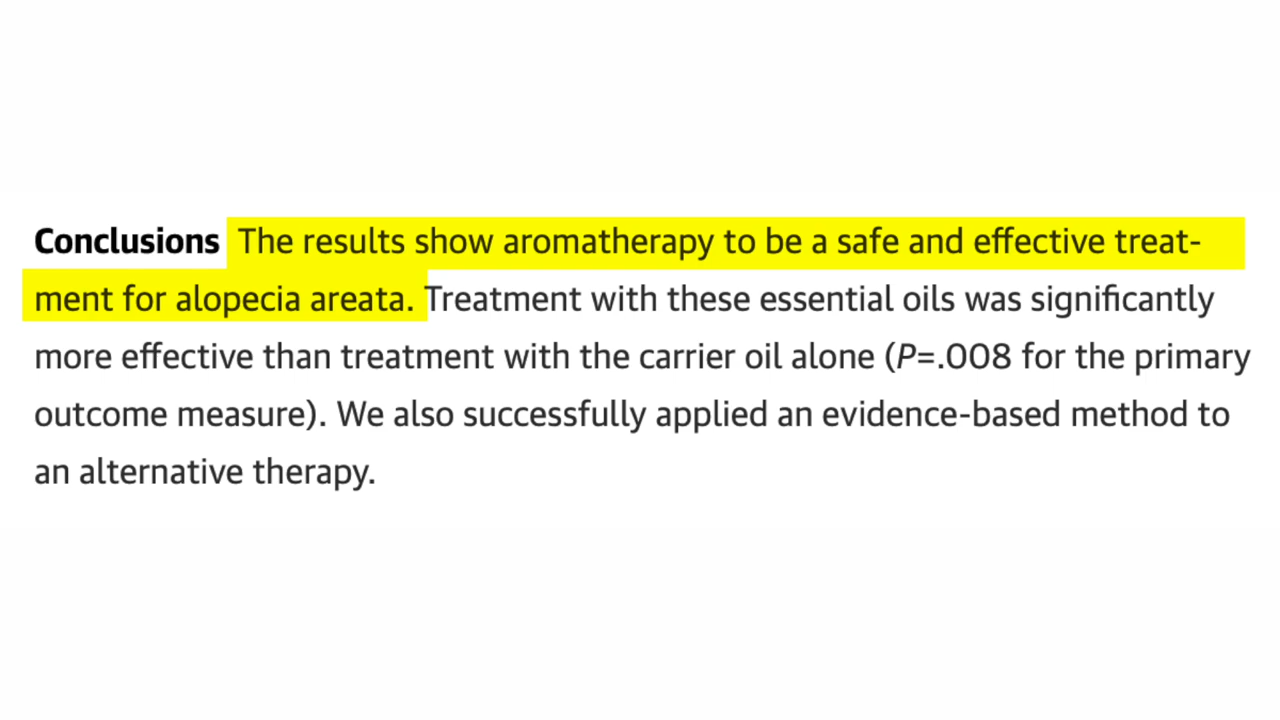 Conclusions The results show aromatherapy to be a safe and effective treat-
ment for alopecia areata. Treatment with these essential oils was significantly
more effective than treatment with the carrier oil alone (P=.008 for the primary
outcome measure). We also successfully applied an evidence-based method to
an alternative therapy.